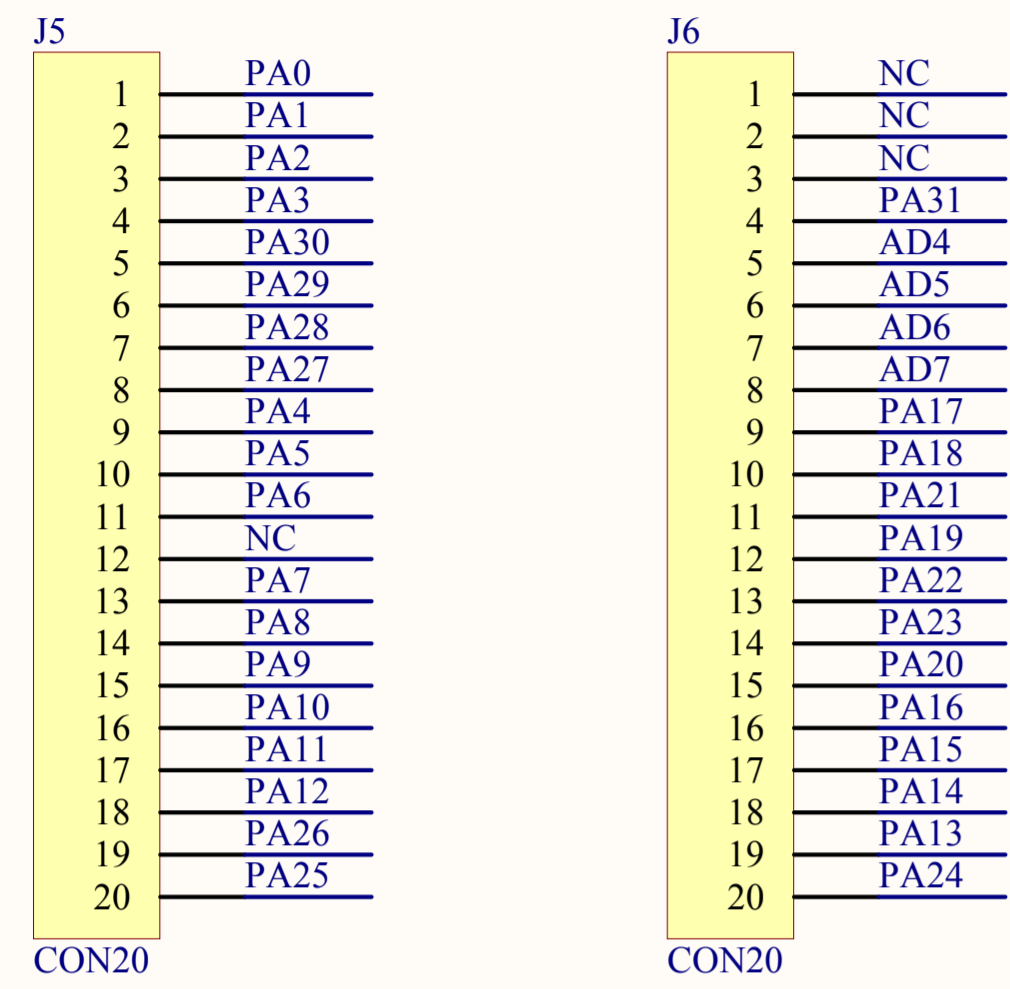 J5
1 PA0
2 PA1
3 PA2
4 PA3
5 PA30
6 PA29
7 PA28
8 PA27
9 PA4
10 PA5
11 PA6
12 NC
13 PA7
14 PA8
15 PA9
16 PA10
17 PA11
18 PA12
19 PA26
20 PA25
CON20
J6
1 NC
2 NC
3 NC
4 PA31
5 AD4
6 AD5
7 AD6
8 AD7
9 PA17
10 PA18
11 PA21
12 PA19
13 PA22
14 PA23
15 PA20
16 PA16
17 PA15
18 PA14
19 PA13
20 PA24
CON20